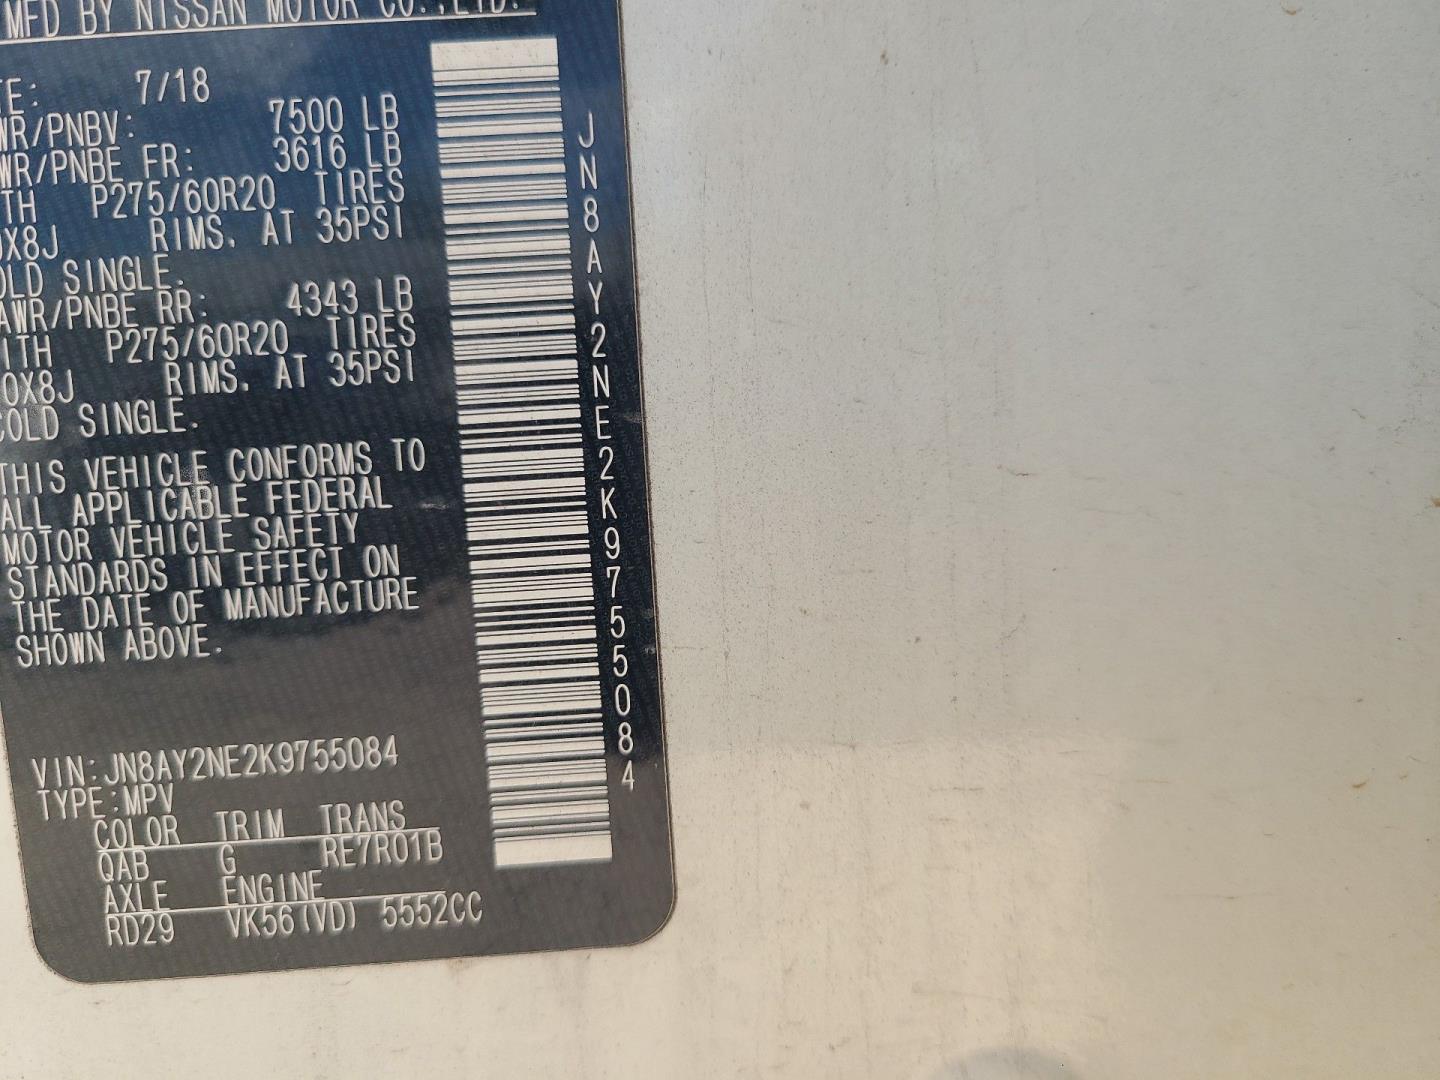 MFD BY NISSAN MOTOR CO.,LTD.
TE: 7/18
WR/PNBV: 7500 LB
WR/PNBE FR: 3616 LB
ITH P275/60R20 TIRES
0X8J RIMS. AT 35PSI
OLD SINGLE.
AWR/PNBE RR: 4343 LB
ITH P275/60R20 TIRES
0X8J RIMS. AT 35PSI
COLD SINGLE.
THIS VEHICLE CONFORMS TO
ALL APPLICABLE FEDERAL
MOTOR VEHICLE SAFETY
STANDARDS IN EFFECT ON
THE DATE OF MANUFACTURE
SHOWN ABOVE.
VIN:JN8AY2NE2K9755084
TYPE:MPV
COLOR TRIM TRANS
QAB G RE7R01B
AXLE ENGINE
RD29 VK56(VD) 5552CC
JN8AY2NE2K9755084